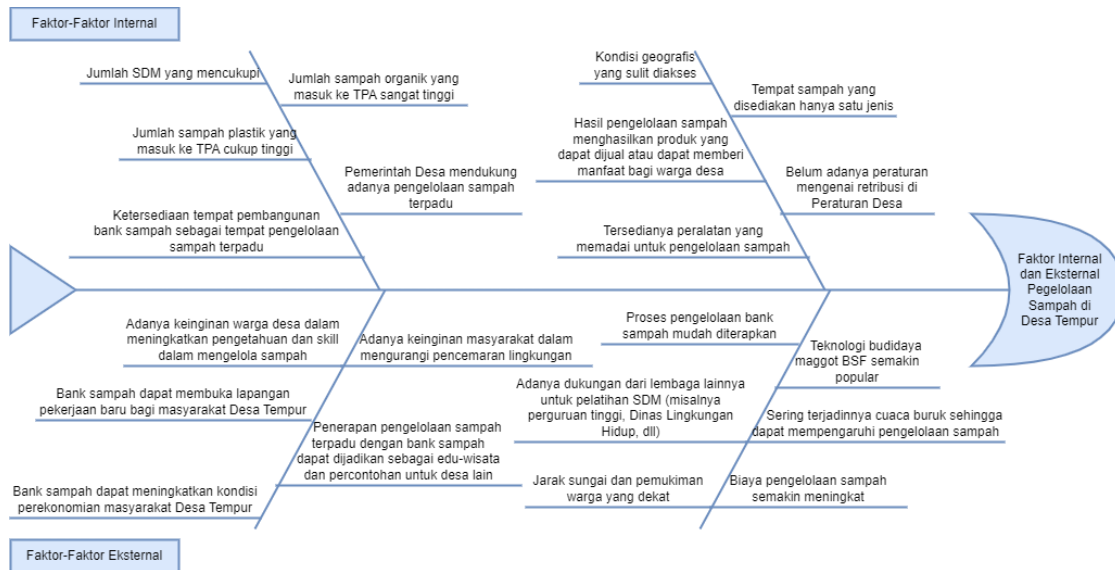 Faktor-Faktor Internal
Jumlah SDM yang mencukupi
Jumlah sampah organik yang
masuk ke TPA sangat tinggi
Jumlah sampah plastik yang
masuk ke TPA cukup tinggi
Pemerintah Desa mendukung
adanya pengelolaan sampah
terpadu
Ketersediaan tempat pembangunan
bank sampah sebagai tempat pengelolaan
sampah terpadu
Kondisi geografis
yang sulit diakses
Tempat sampah yang
disediakan hanya satu jenis
Hasil pengelolaan sampah
menghasilkan produk yang
dapat dijual atau dapat memberi
manfaat bagi warga desa
Belum adanya peraturan
mengenai retribusi di
Peraturan Desa
Tersedianya peralatan yang
memadai untuk pengelolaan sampah
Faktor Internal
dan Eksternal
Pegelolaan
Sampah di
Desa Tempur
Adanya keinginan warga desa dalam
meningkatkan pengetahuan dan skill
dalam mengelola sampah
Adanya keinginan masyarakat dalam
mengurangi pencemaran lingkungan
Bank sampah dapat membuka lapangan
pekerjaan baru bagi masyarakat Desa Tempur
Penerapan pengelolaan sampah
terpadu dengan bank sampah
dapat dijadikan sebagai edu-wisata
dan percontohan untuk desa lain
Bank sampah dapat meningkatkan kondisi
perekonomian masyarakat Desa Tempur
Proses pengelolaan bank
sampah mudah diterapkan
Teknologi budidaya
maggot BSF semakin
popular
Adanya dukungan dari lembaga lainnya
untuk pelatihan SDM (misalnya
perguruan tinggi, Dinas Lingkungan
Hidup, dll)
Sering terjadinnya cuaca buruk sehingga
dapat mempengaruhi pengelolaan sampah
Jarak sungai dan pemukiman
warga yang dekat
Biaya pengelolaan sampah
semakin meningkat
Faktor-Faktor Eksternal